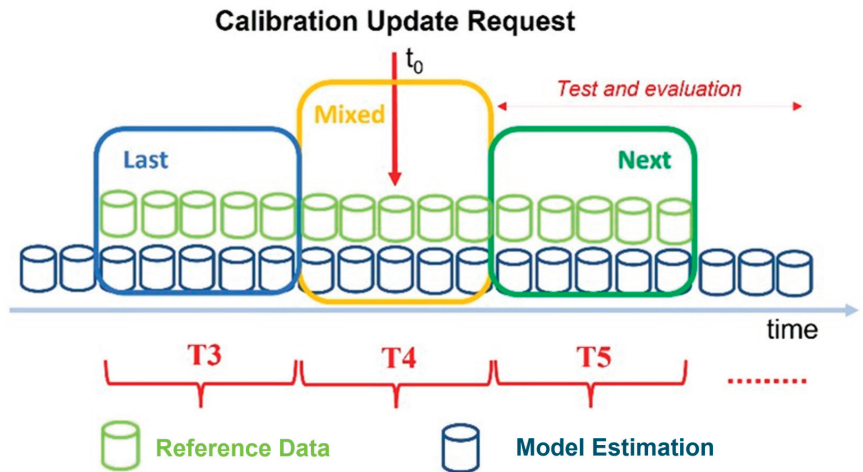 Calibration Update Request
t0
Test and evaluation
Mixed
Last
Next
time
T3
T4
T5
........
Reference Data
Model Estimation